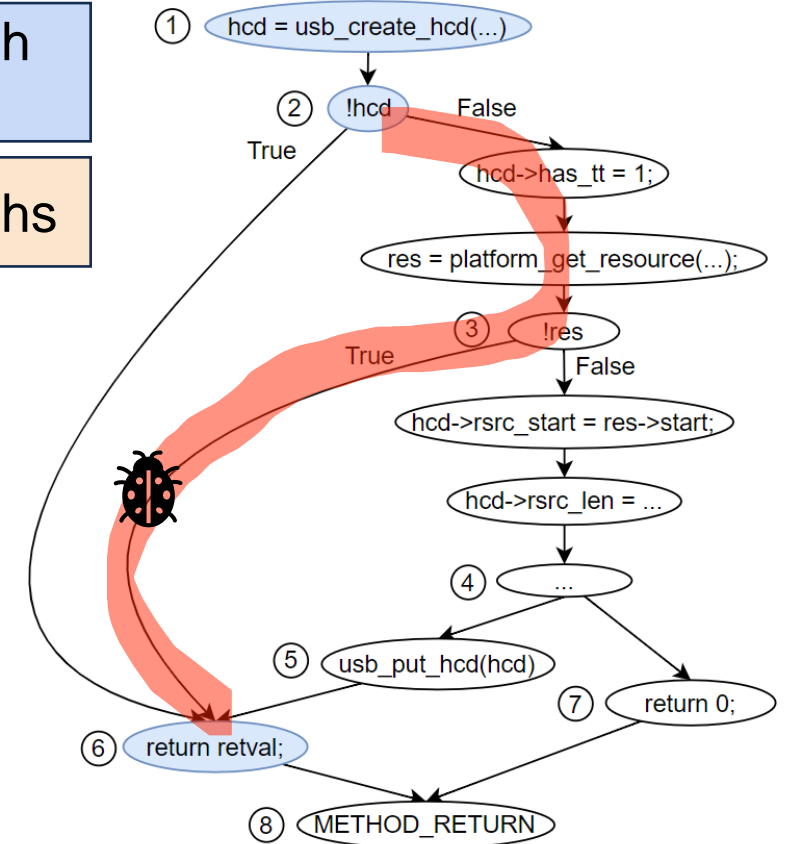 h
hs
1 hcd = usb_create_hcd(...)
2 !hcd False
True
hcd->has_tt = 1;
res = platform_get_resource(...);
3 !res
True
False
hcd->rsrc_start = res->start;
hcd->rsrc_len = ...
4 ...
5 usb_put_hcd(hcd)
7 return 0;
6 return retval;
8 METHOD_RETURN